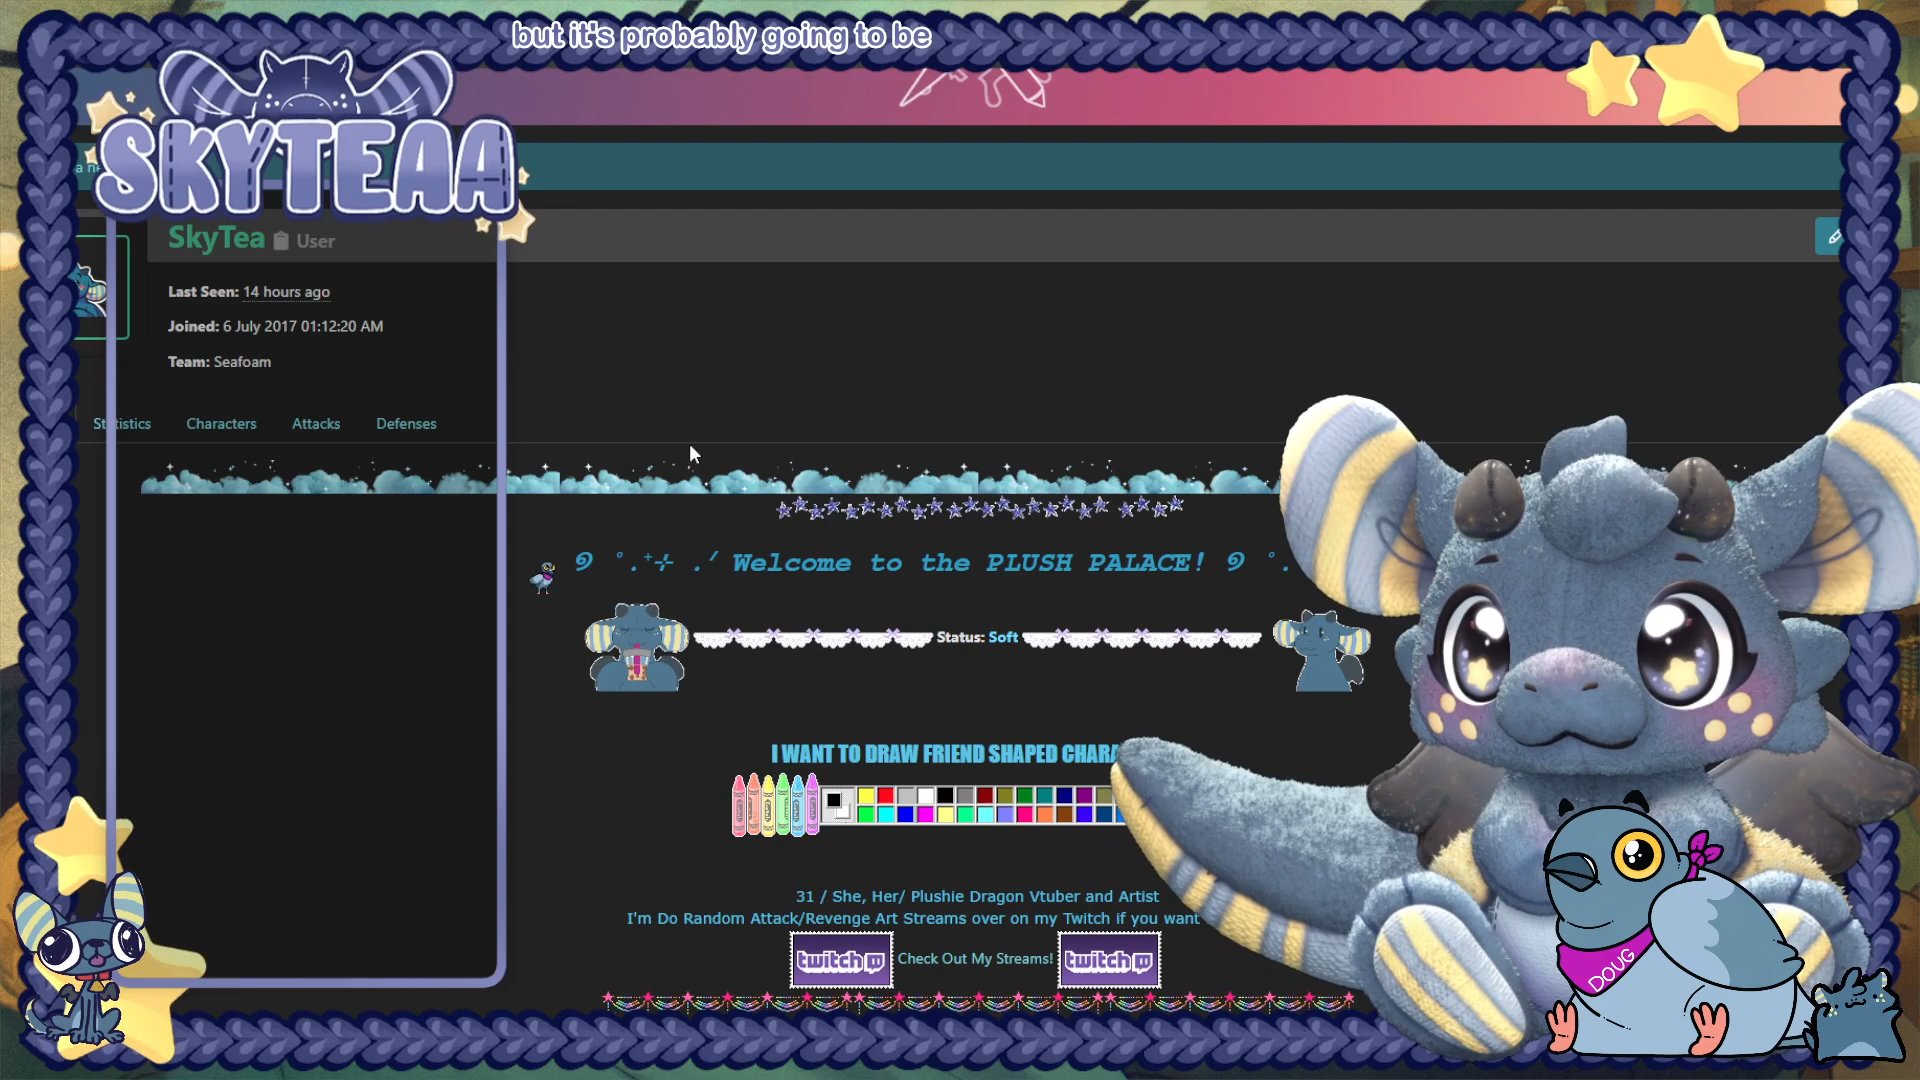 but it's probably going to be
SKYTEAA
a ne
SkyTea User
Last Seen: 14 hours ago
Joined: 6 July 2017 01:12:20 AM
Team: Seafoam
Statistics Characters Attacks Defenses
Welcome to the PLUSH PALACE!
Status: Soft
I WANT TO DRAW FRIEND SHAPED CHARA
31 / She, Her/ Plushie Dragon Vtuber and Artist
I'm Do Random Attack/Revenge Art Streams over on my Twitch if you want
twitch Check Out My Streams! twitch
DOUG